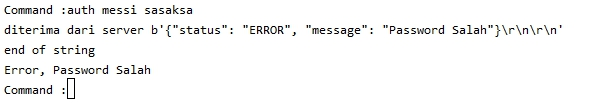 Command :auth messi sasaksa
diterima dari server b'{"status": "ERROR", "message": "Password Salah"}\r\n\r\n'
end of string
Error, Password Salah
Command :